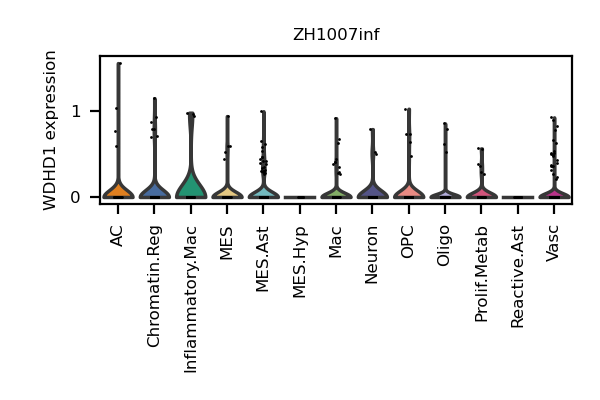 ZH1007inf
WDHD1 expression
1
0
AC
Chromatin.Reg
Inflammatory.Mac
MES
MES.Ast
MES.Hyp
Mac
Neuron
OPC
Oligo
Prolif.Metab
Reactive.Ast
Vasc